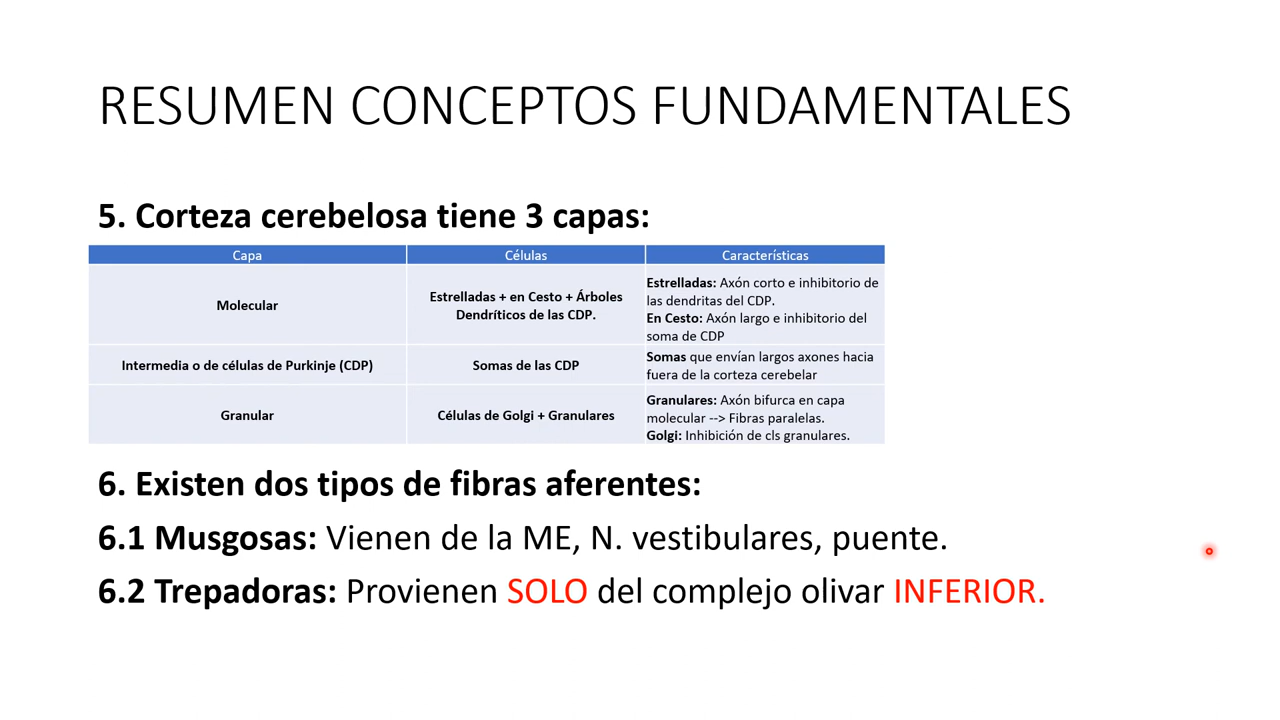 RESUMEN CONCEPTOS FUNDAMENTALES
5. Corteza cerebelosa tiene 3 capas:
Capa Células Características
Molecular
Estrelladas + en Cesto + Árboles
Dendríticos de las CDP.
Estrelladas: Axón corto e inhibitorio de
las dendritas del CDP.
En Cesto: Axón largo e inhibitorio del
soma de CDP
Intermedia o de células de Purkinje (CDP)
Somas de las CDP
Somas que envían largos axones hacia
fuera de la corteza cerebelar
Granular
Células de Golgi + Granulares
Granulares: Axón bifurca en capa
molecular --> Fibras paralelas.
Golgi: Inhibición de cls granulares.
6. Existen dos tipos de fibras aferentes:
6.1 Musgosas: Vienen de la ME, N. vestibulares, puente.
6.2 Trepadoras: Provienen SOLO del complejo olivar INFERIOR.